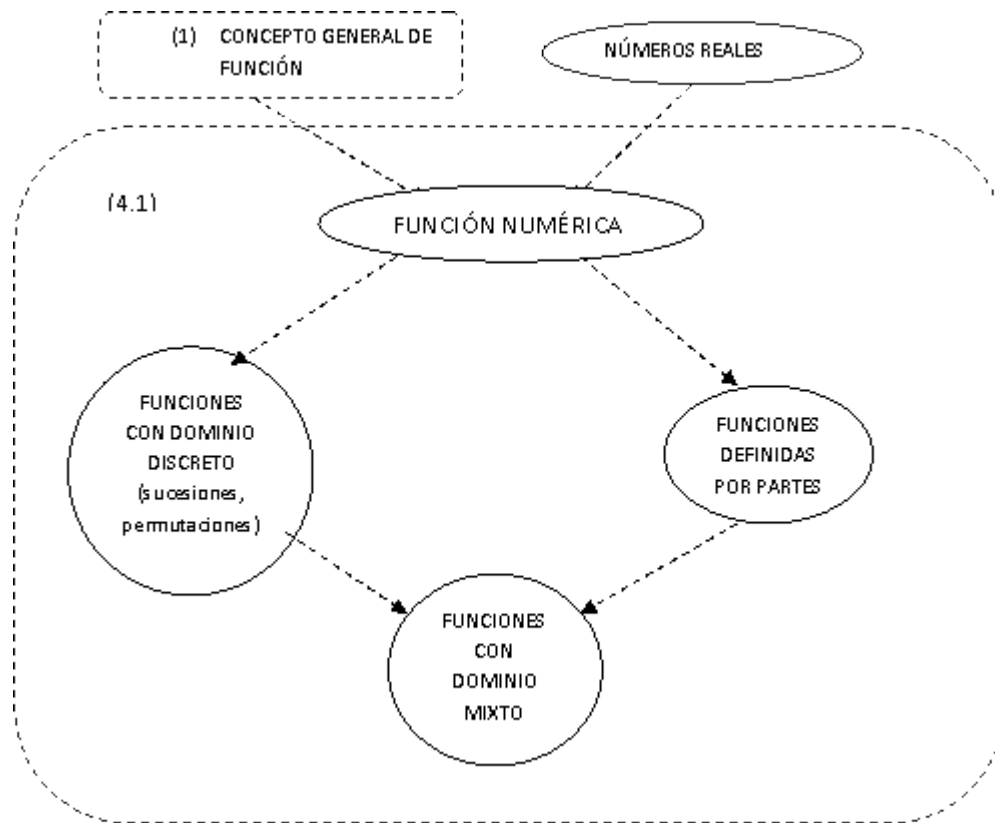 (1) CONCEPTO GENERAL DE
FUNCIÓN
NÚMEROS REALES
(4.1)
FUNCIÓN NUMÉRICA
FUNCIONES
CON DOMINIO
DISCRETO
(sucesiones,
permutaciones)
FUNCIONES
DEFINIDAS
POR PARTES
FUNCIONES
CON
DOMINIO
MIXTO